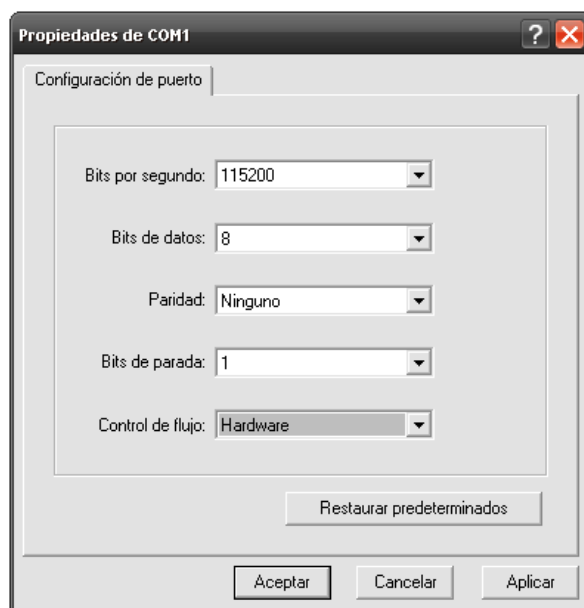 Propiedades de COM1
Configuración de puerto
Bits por segundo: 115200
Bits de datos: 8
Paridad: Ninguno
Bits de parada: 1
Control de flujo: Hardware
Restaurar predeterminados
Aceptar Cancelar Aplicar